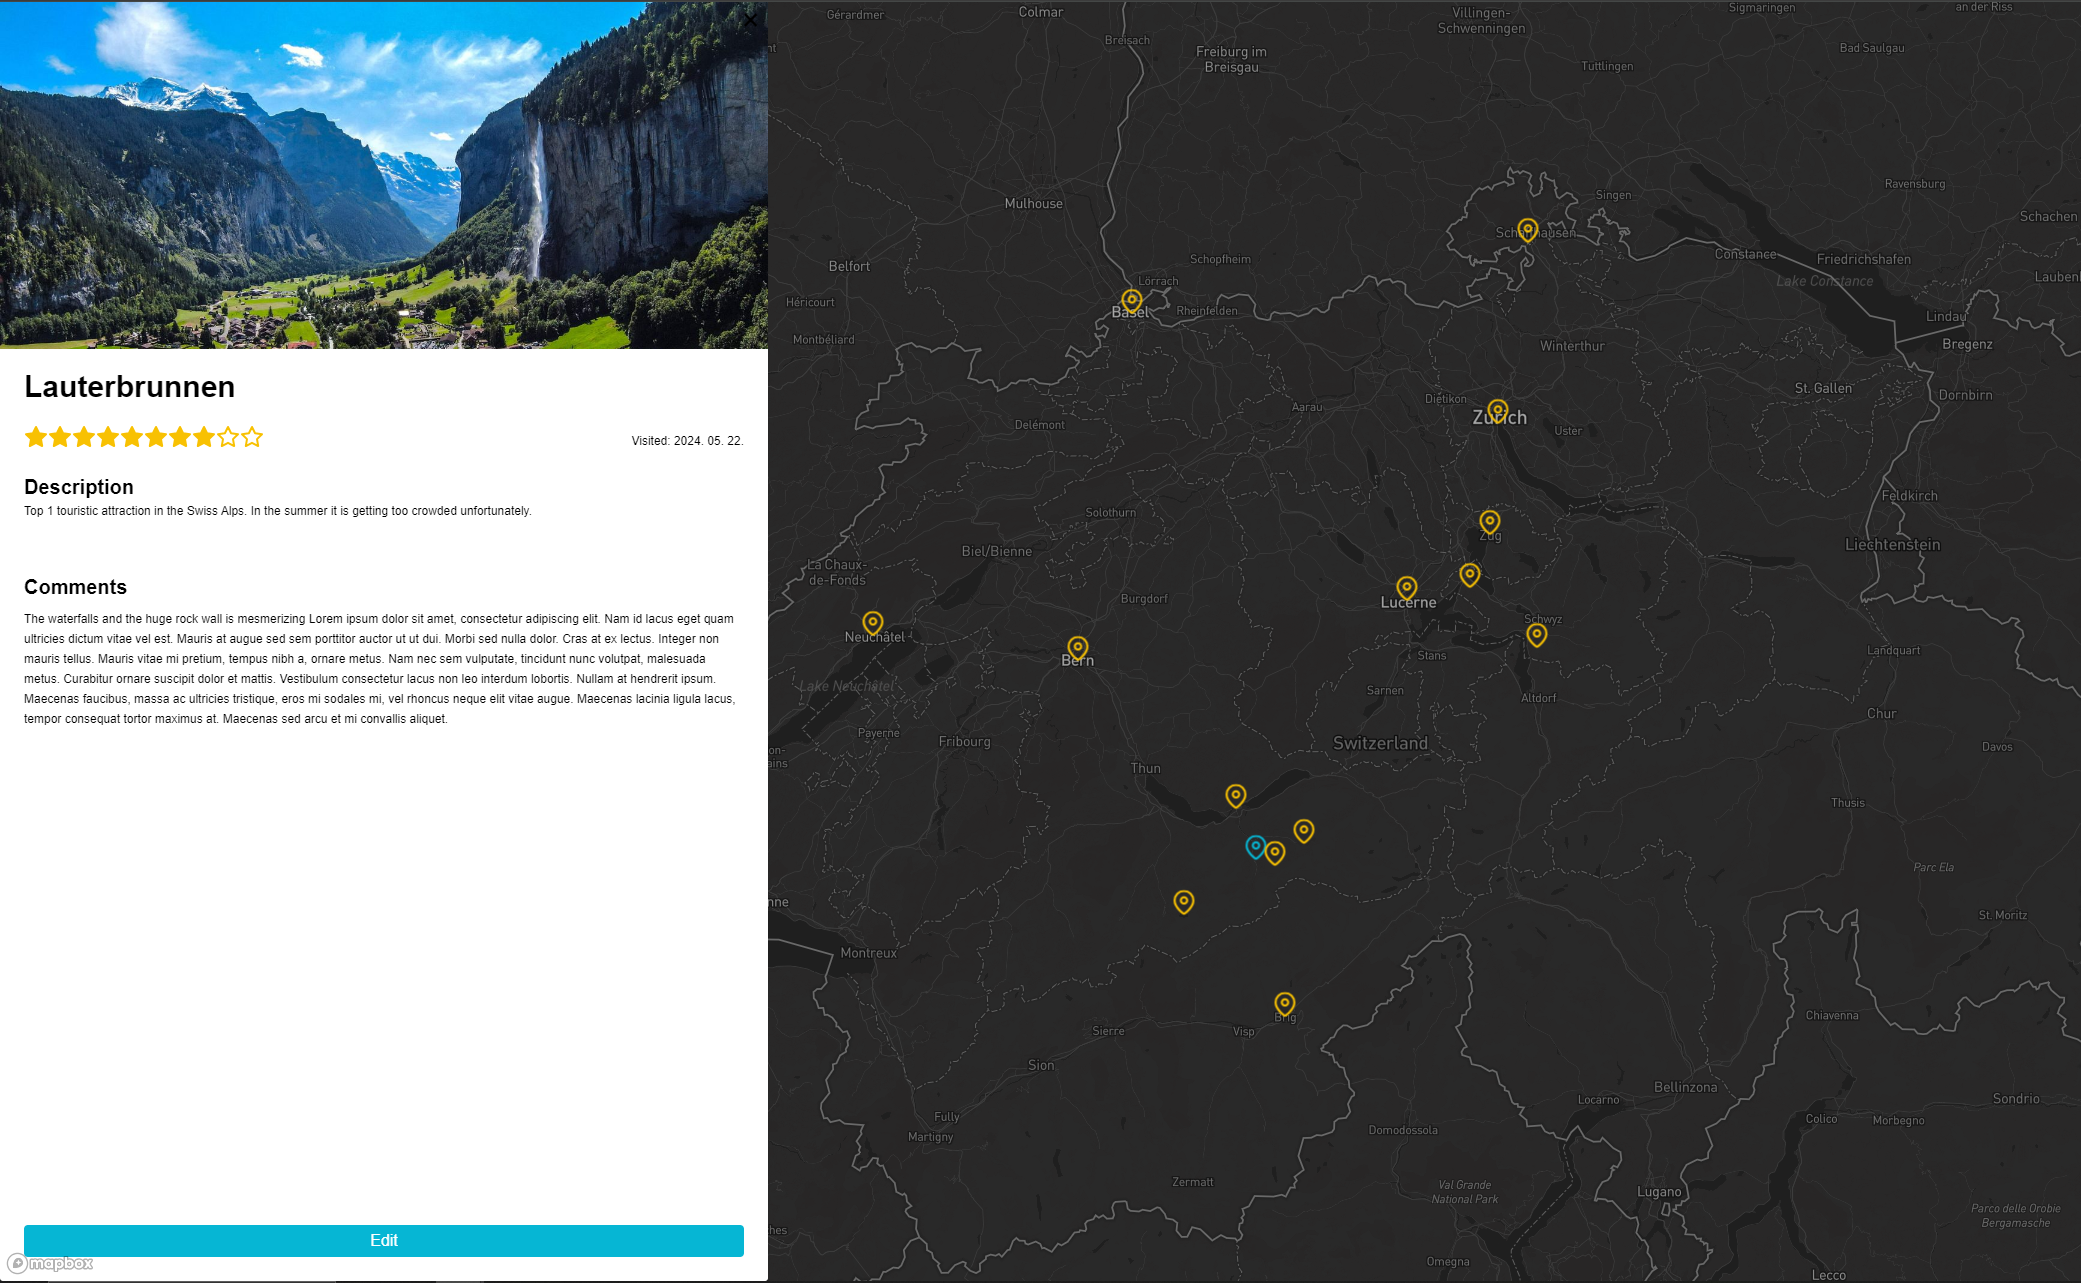 Lauterbrunnen
Visited: 2024. 05. 22.
Description
Top 1 touristic attraction in the Swiss Alps. In the summer it is getting too crowded unfortunately.
Comments
The waterfalls and the huge rock wall is mesmerizing Lorem ipsum dolor sit amet, consectetur adipiscing elit. Nam id lacus eget quam
ultricies dictum vitae vel est. Mauris at augue sed sem porttitor auctor ut ut dui. Morbi sed nulla dolor. Cras at ex lectus. Integer non
mauris tellus. Mauris vitae mi pretium, tempus nibh a, ornare metus. Nam nec sem vulputate, tincidunt nunc volutpat, malesuada
metus. Curabitur ornare suscipit dolor et mattis. Vestibulum consectetur lacus non leo interdum lobortis. Nullam at hendrerit ipsum.
Maecenas faucibus, massa ac ultricies tristique, eros mi sodales mi, vel rhoncus neque elit vitae augue. Maecenas lacinia ligula lacus,
tempor consequat tortor maximus at. Maecenas sed arcu et mi convallis aliquet.
Edit
mapbox
Gérardmer
Colmar
Villingen-
Schwenningen
Sigmaringen
an der Riss
Breisach
Freiburg im
Breisgau
Bad Saulgau
Tuttlingen
Mulhouse
Singen
Ravensburg
Schachen
Schaffhausen
Belfort
Schopfheim
Constance
Friedrichshafen
Lake Constance
Lörrach
Héricourt
Basel
Rheinfelden
Lindau
Montbéliard
Winterthur
Bregenz
St. Gallen
Dornbirn
Delémont
Aarau
Dietikon
Zurich
Uster
Feldkirch
Solothurn
Zug
Liechtenstein
Biel/Bienne
La Chaux-
de-Fonds
Burgdorf
Lucerne
Schwyz
Neuchâtel
Bern
Stans
Landquart
Lake Neuchâtel
Sarnen
Altdorf
Chur
Payerne
Fribourg
Switzerland
Davos
Thun
Thusis
Parc Ela
St. Moritz
Montreux
Brig
Sierre
Visp
Chiavenna
Sion
Bellinzona
Locarno
Sondrio
Fully
Colico
Morbegno
Martigny
Domodossola
Zermatt
Val Grande
National Park
Lugano
Parco delle Orobie
Bergamasche
Omegna
Lecco